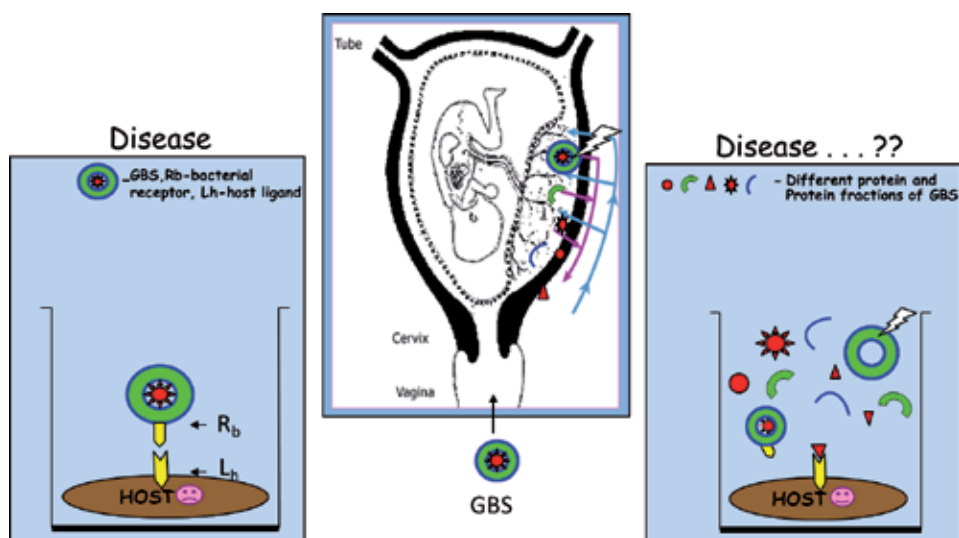 Disease
GBS,Rb-bacterial
receptor, Lh-host ligand
Rb
Lh
HOST
Tube
Cervix
Vagina
GBS
Disease . . . ??
- Different protein and
Protein fractions of GBS
HOST